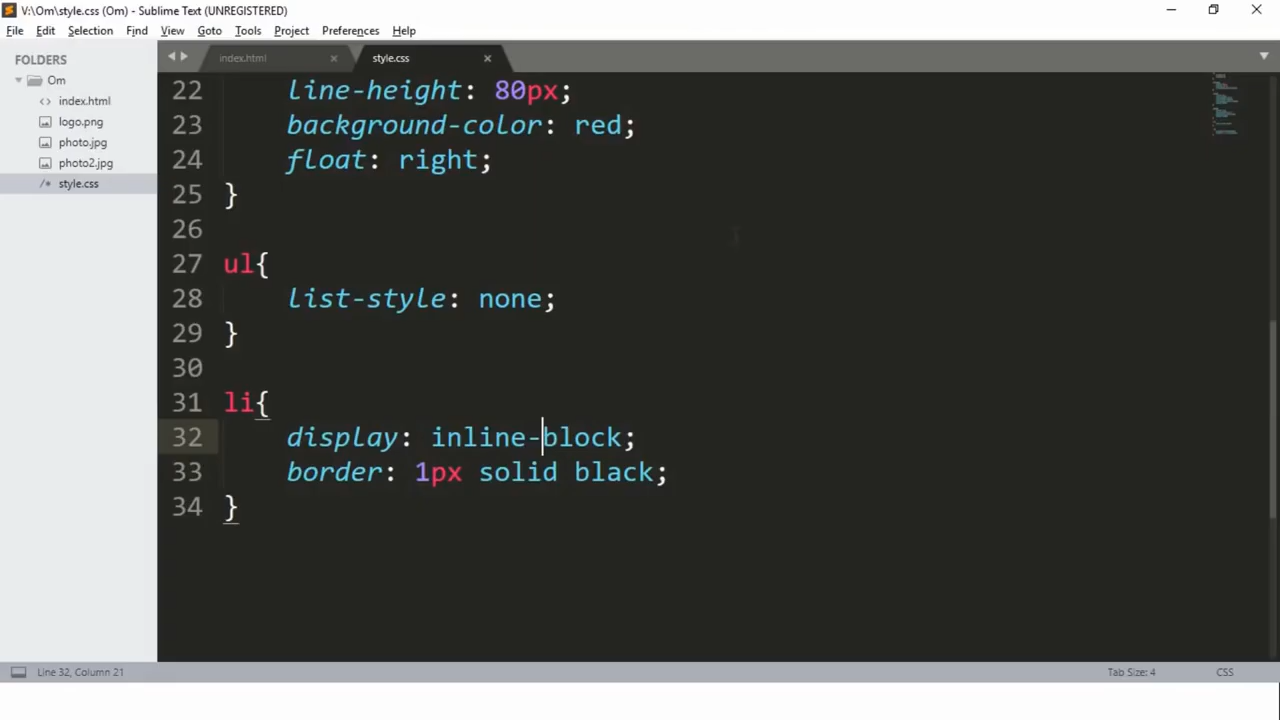 V:\Om\style.css (Om) - Sublime Text (UNREGISTERED)
File Edit Selection Find View Goto Tools Project Preferences Help
FOLDERS
Om
<> index.html
logo.png
photo.jpg
photo2.jpg
/* style.css
index.html × style.css ×
22 line-height: 80px;
23 background-color: red;
24 float: right;
25 }
26
27 ul{
28 list-style: none;
29 }
30
31 li{
32 display: inline-block;
33 border: 1px solid black;
34 }
Line 32, Column 21 Tab Size: 4 CSS